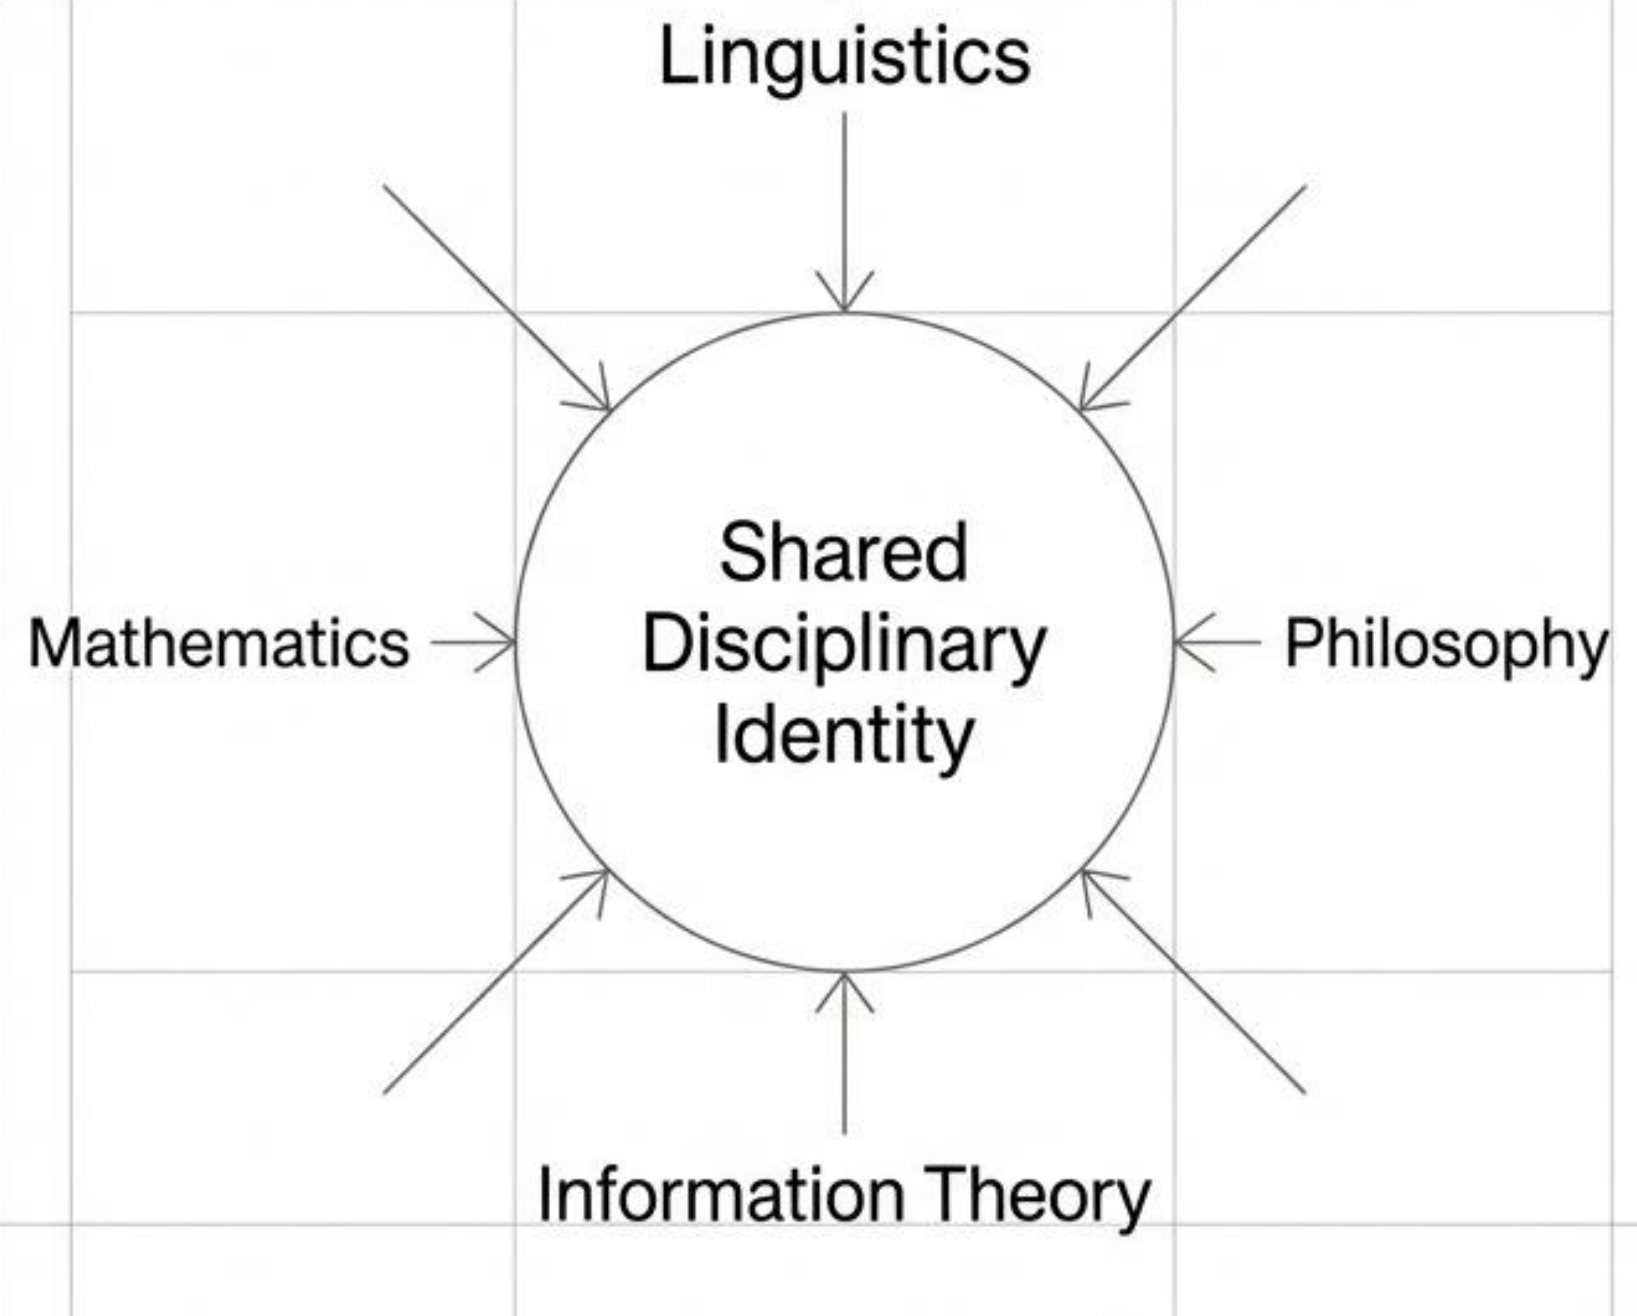 Linguistics
Shared
Disciplinary
Mathematics
Philosophy
Identity
Information Theory